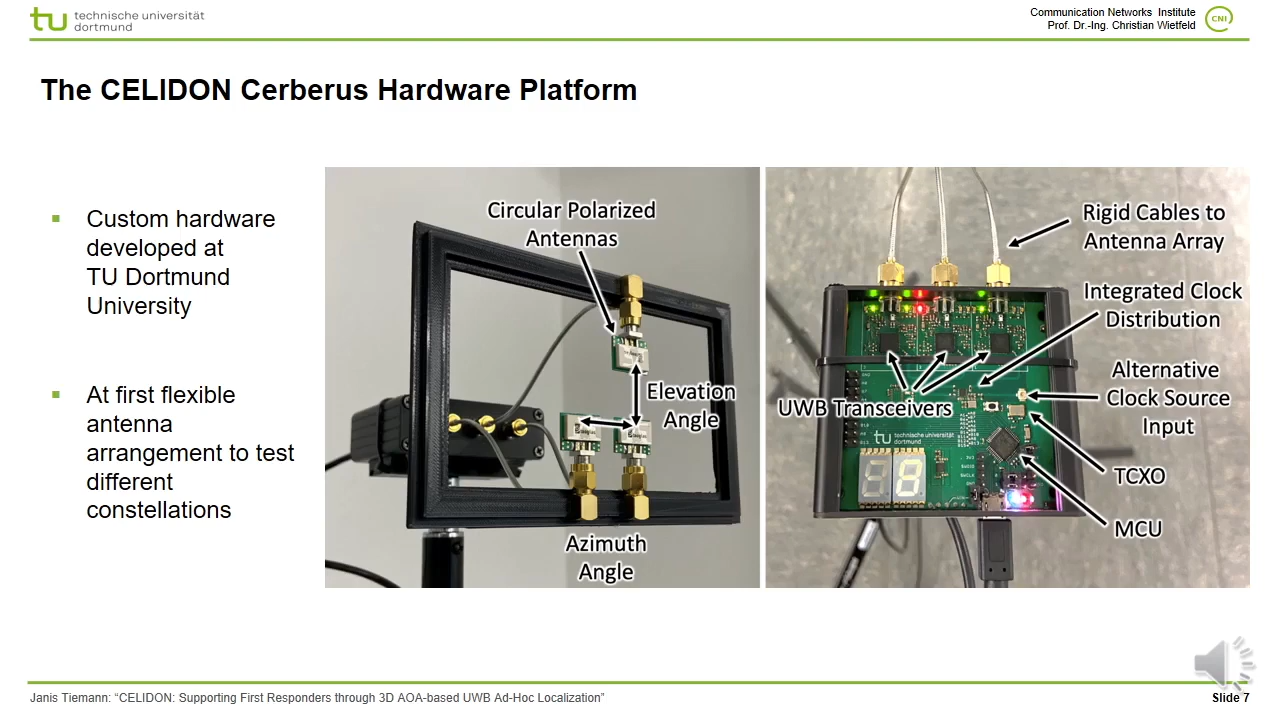 technische universität
dortmund
Communication Networks Institute
Prof. Dr.-Ing. Christian Wietfeld
CNI
The CELIDON Cerberus Hardware Platform
Custom hardware
developed at
TU Dortmund
University
At first flexible
antenna
arrangement to test
different
constellations
Circular Polarized
Antennas
Elevation
Angle
Azimuth
Angle
Rigid Cables to
Antenna Array
Integrated Clock
Distribution
Alternative
Clock Source
Input
UWB Transceivers
TCXO
MCU
tu technische universität
dortmund
Janis Tiemann: “CELIDON: Supporting First Responders through 3D AOA-based UWB Ad-Hoc Localization”
Slide 7